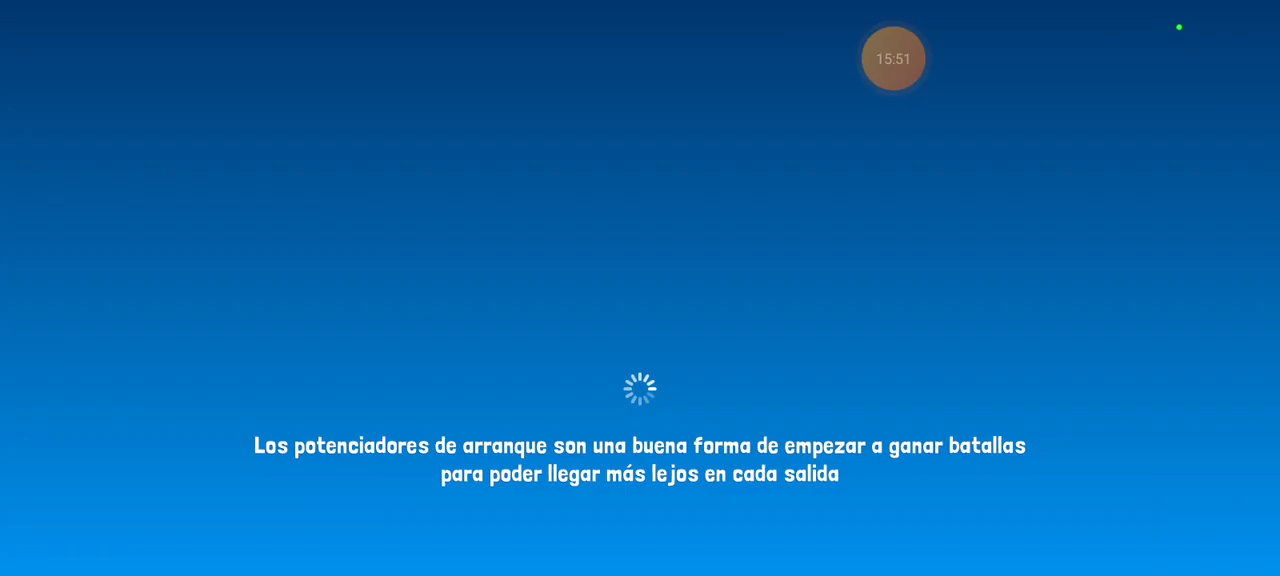 15:51
Los potenciadores de arranque son una buena forma de empezar a ganar batallas
para poder llegar más lejos en cada salida